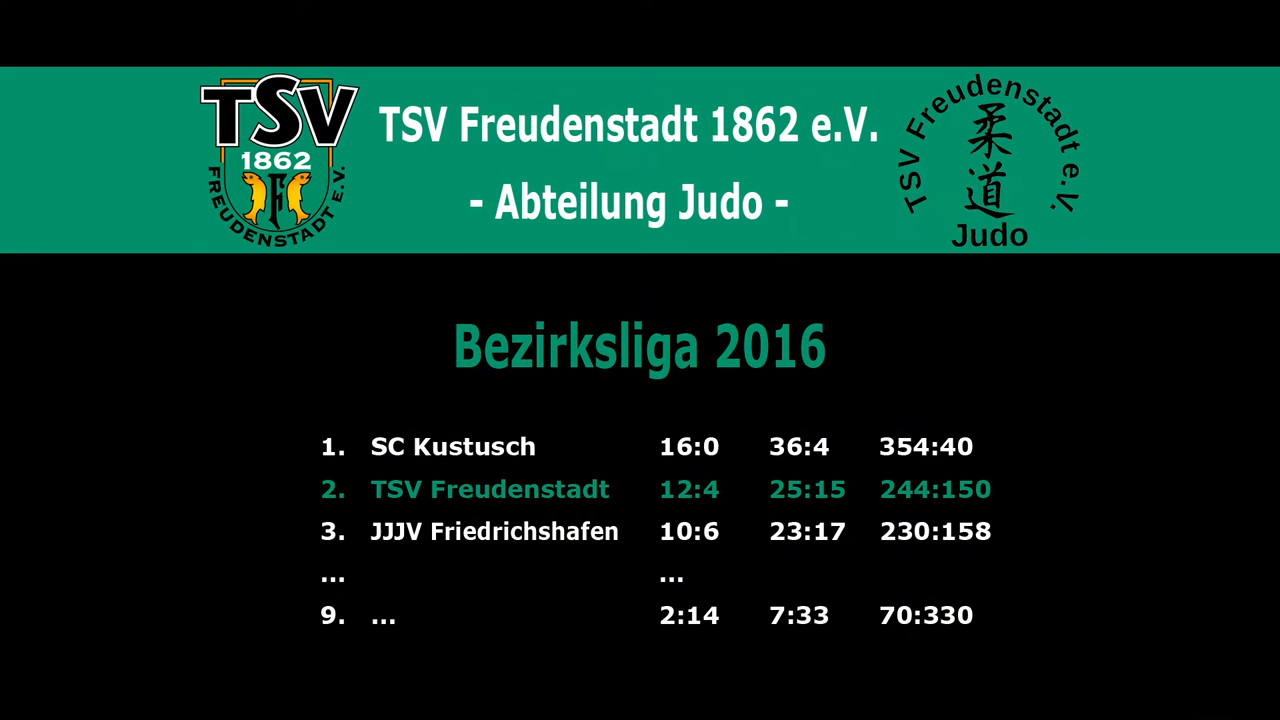 TSV
1862
F
FREUDENSTADT E.V.
TSV Freudenstadt 1862 e.V.
- Abteilung Judo -
TSV Freudenstadt e.V.
柔道
Judo
Bezirksliga 2016
1. SC Kustusch 16:0 36:4 354:40
2. TSV Freudenstadt 12:4 25:15 244:150
3. JJJV Friedrichshafen 10:6 23:17 230:158
... ...
9. ... 2:14 7:33 70:330